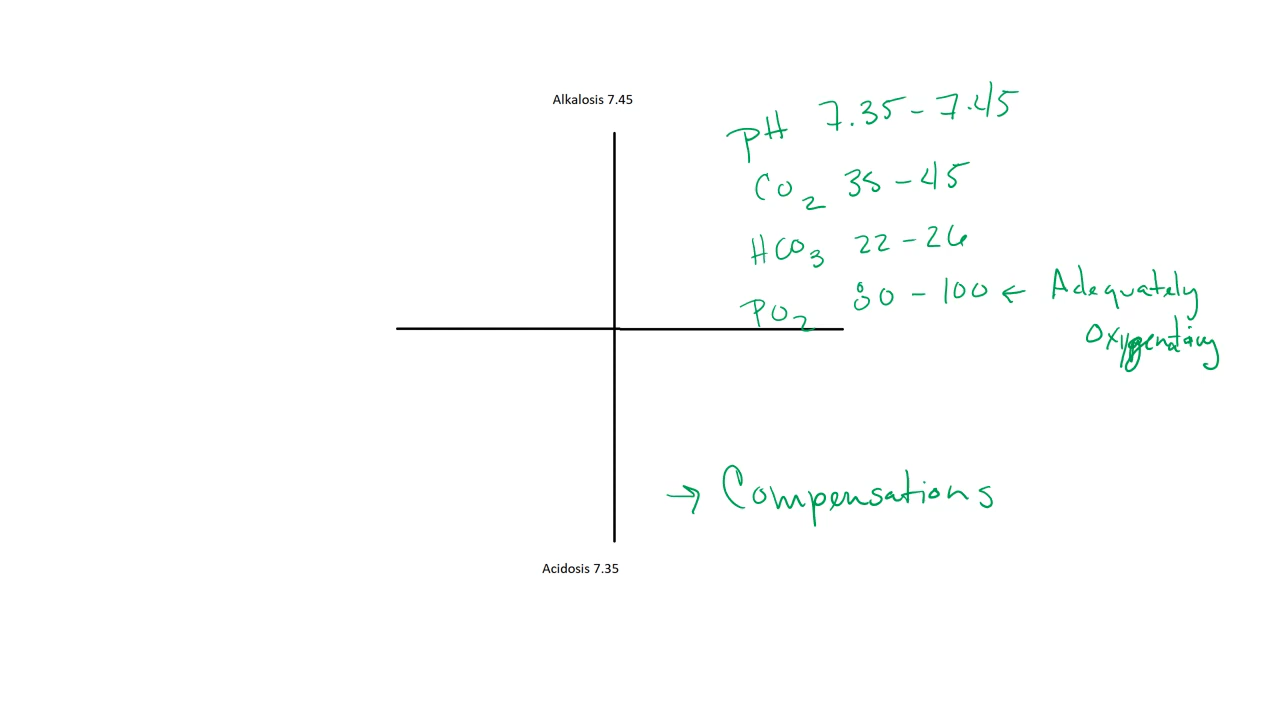 Alkalosis 7.45
pH 7.35 - 7.45
CO2 35 - 45
HCO3 22 - 26
PO2 80 - 100 ← Adequately
Oxygenating
→ Compensations
Acidosis 7.35